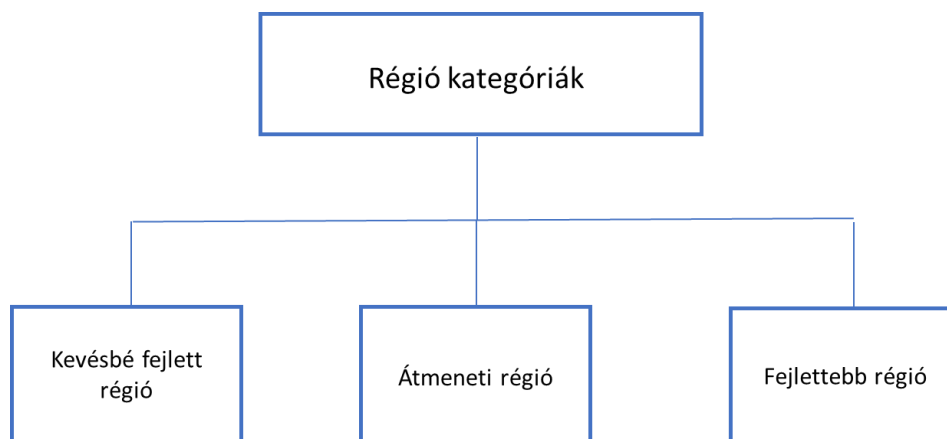 Régió kategóriák
Kevésbé fejlett
régió
Átmeneti régió
Fejlettebb régió